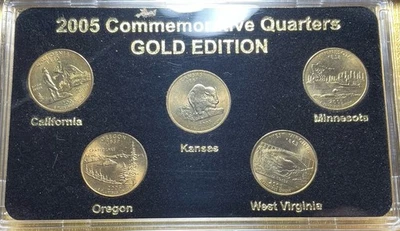 2005 Commemorative Quarters
GOLD EDITION
California
Kansas
Minnesota
Oregon
West Virginia